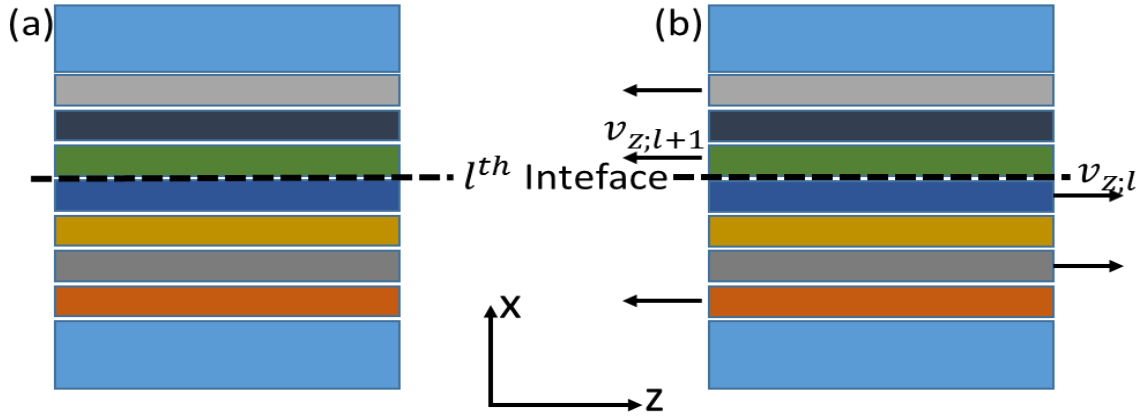 (a)
(b)
v_{z;l+1}
l^{th} Inteface
v_{z;l}
x
z